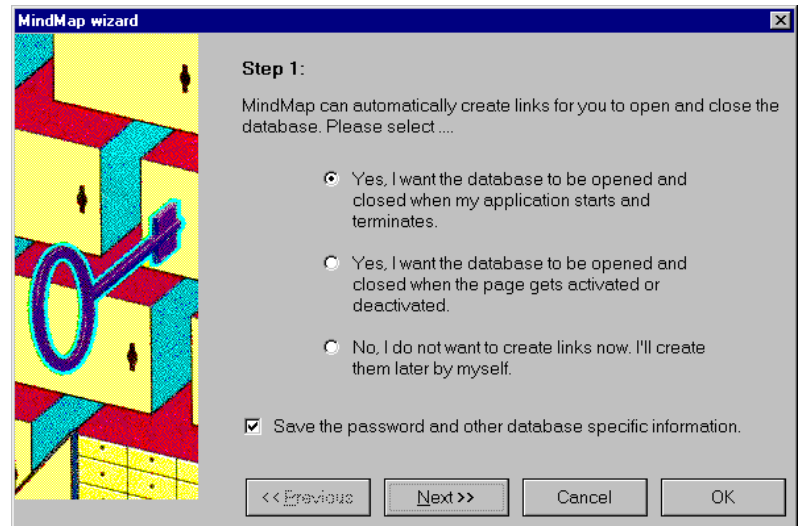 MindMap wizard
Step 1:
MindMap can automatically create links for you to open and close the
database. Please select ....
Yes, I want the database to be opened and
closed when my application starts and
terminates.
Yes, I want the database to be opened and
closed when the page gets activated or
deactivated.
No, I do not want to create links now. I'll create
them later by myself.
Save the password and other database specific information.
<< Previous Next >> Cancel OK